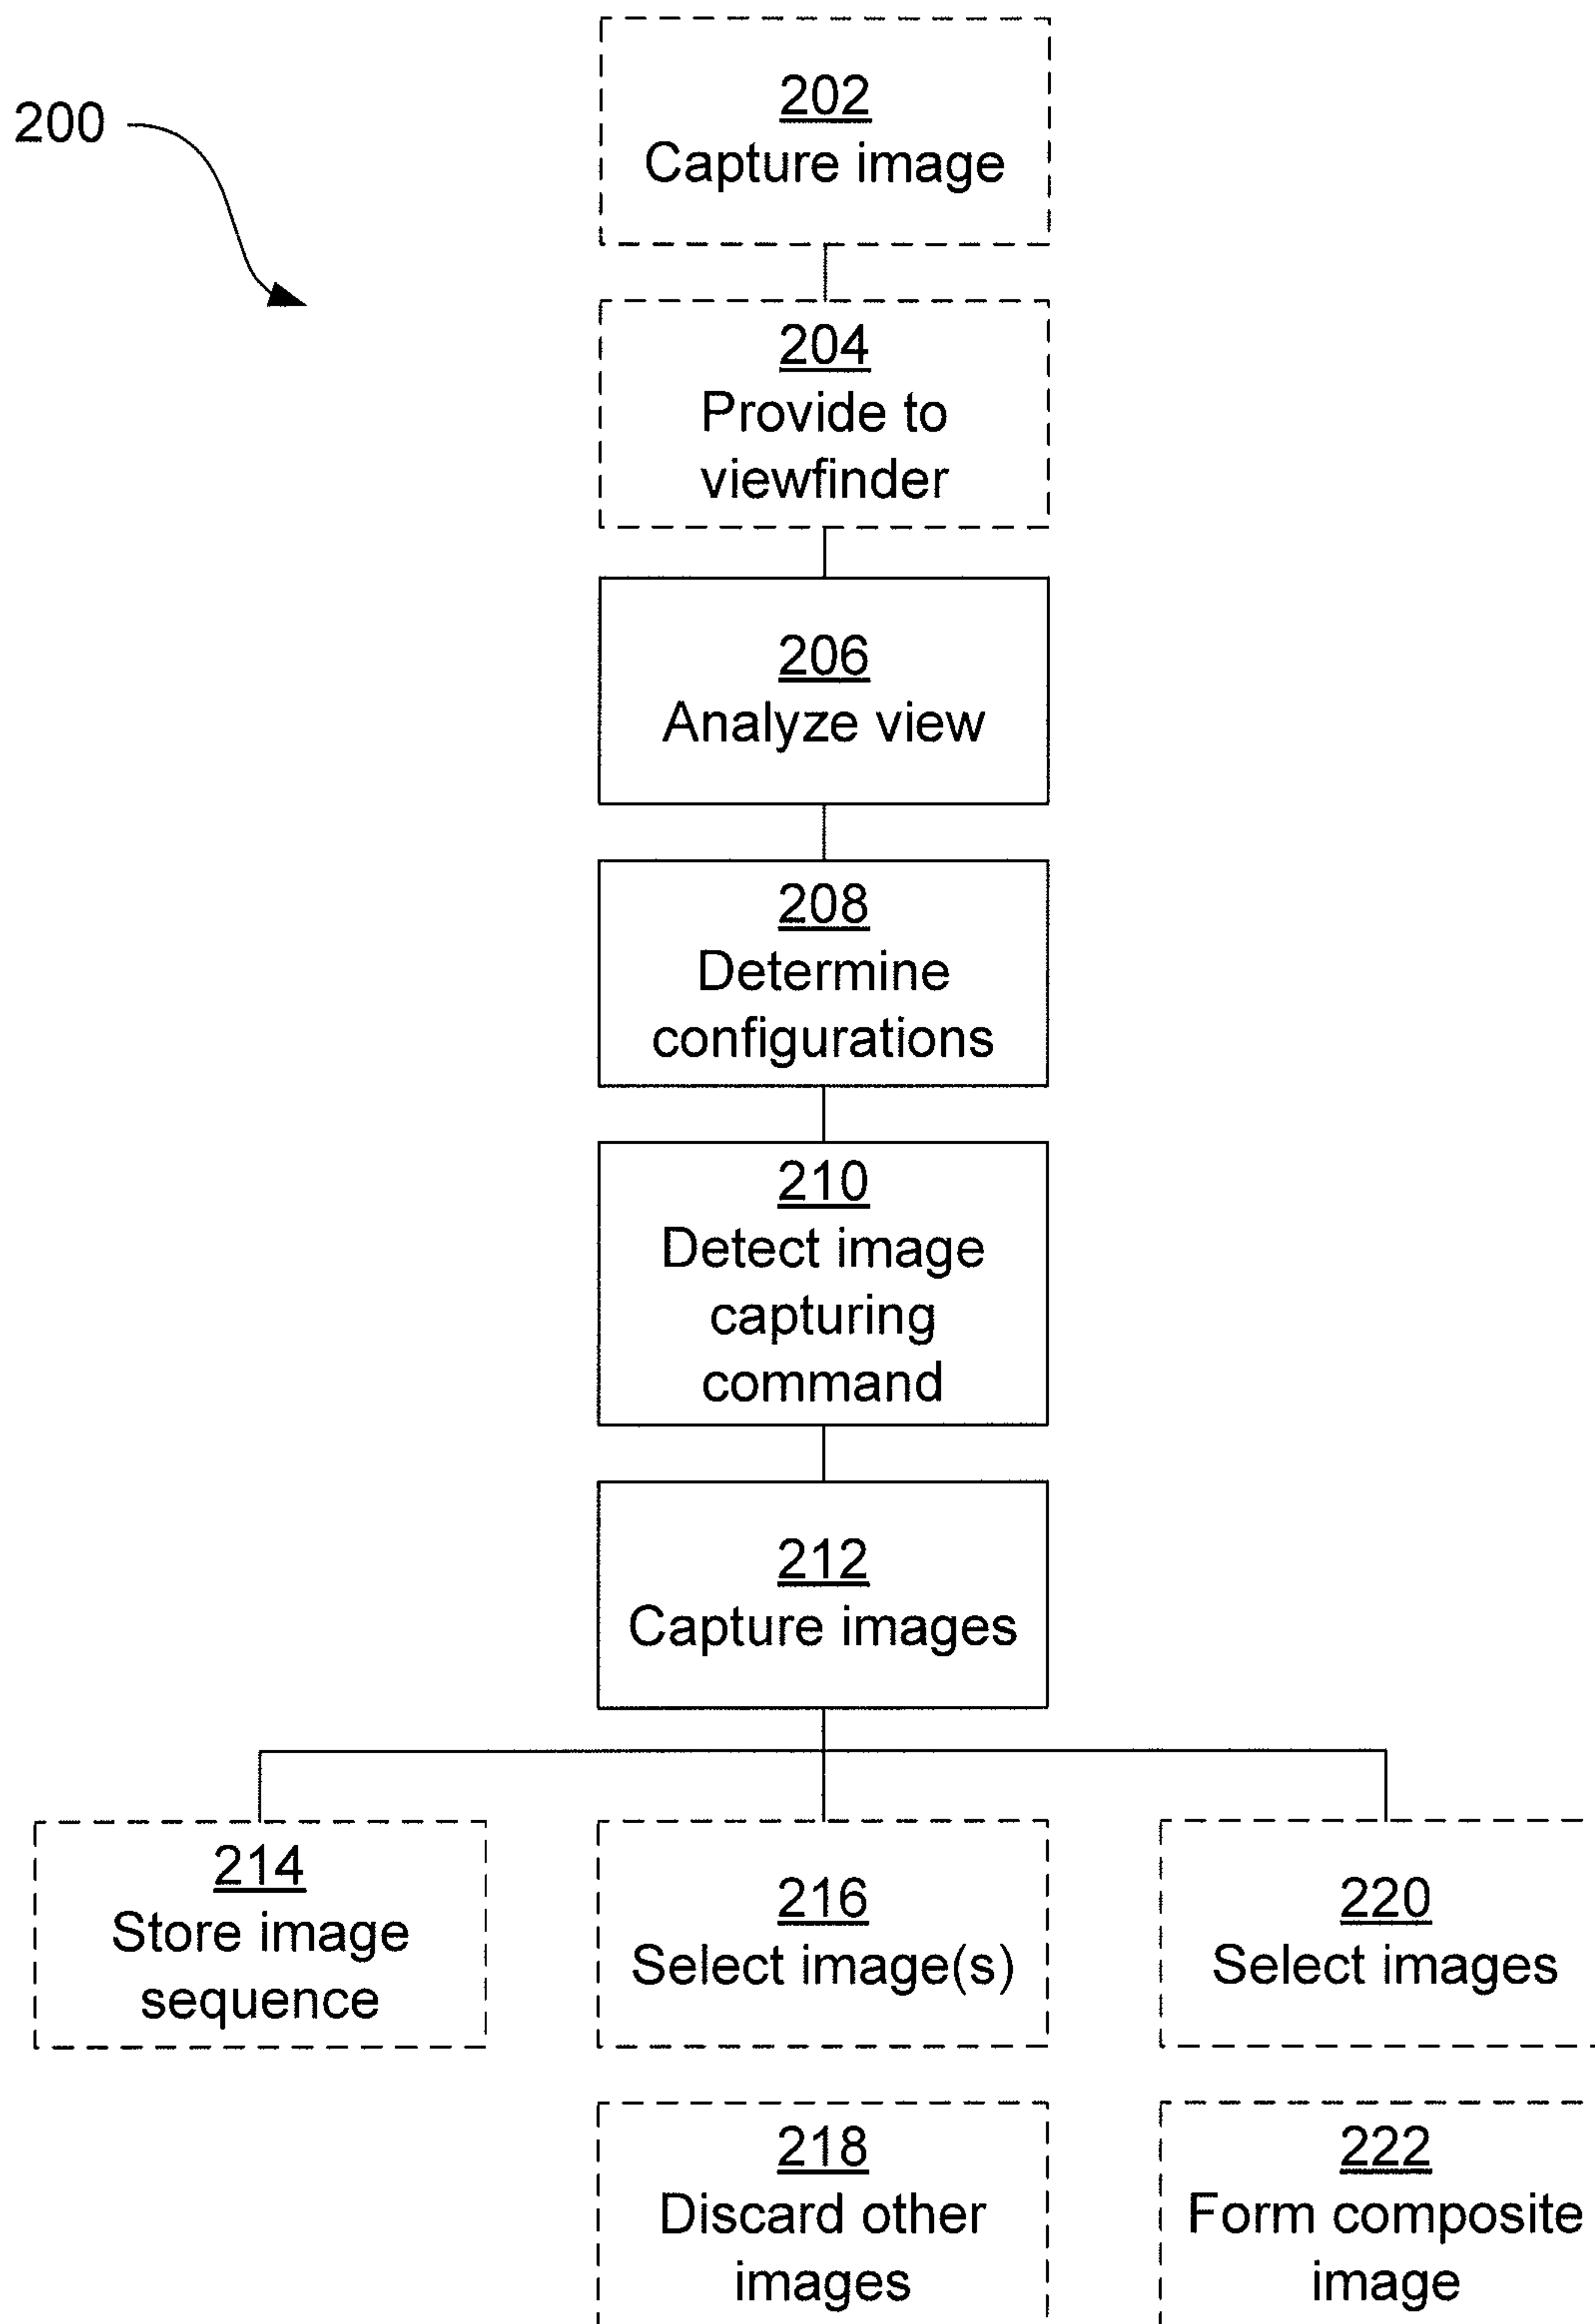 200
202
Capture image
204
Provide to
viewfinder
206
Analyze view
208
Determine
configurations
210
Detect image
capturing
command
212
Capture images
214
Store image
sequence
216
Select image(s)
220
Select images
218
Discard other
images
222
Form composite
image